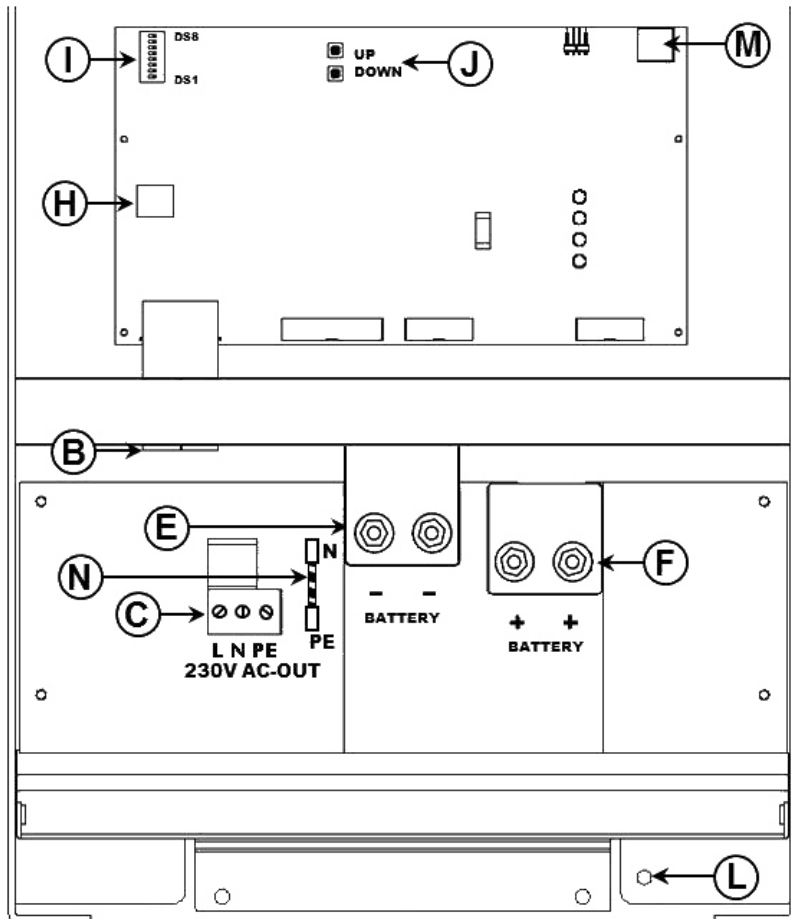 DS8
I
UP
J
M
DOWN
DS1
H
B
E
N
F
N
C
- -
BATTERY
+ +
BATTERY
L N PE
PE
230V AC-OUT
L